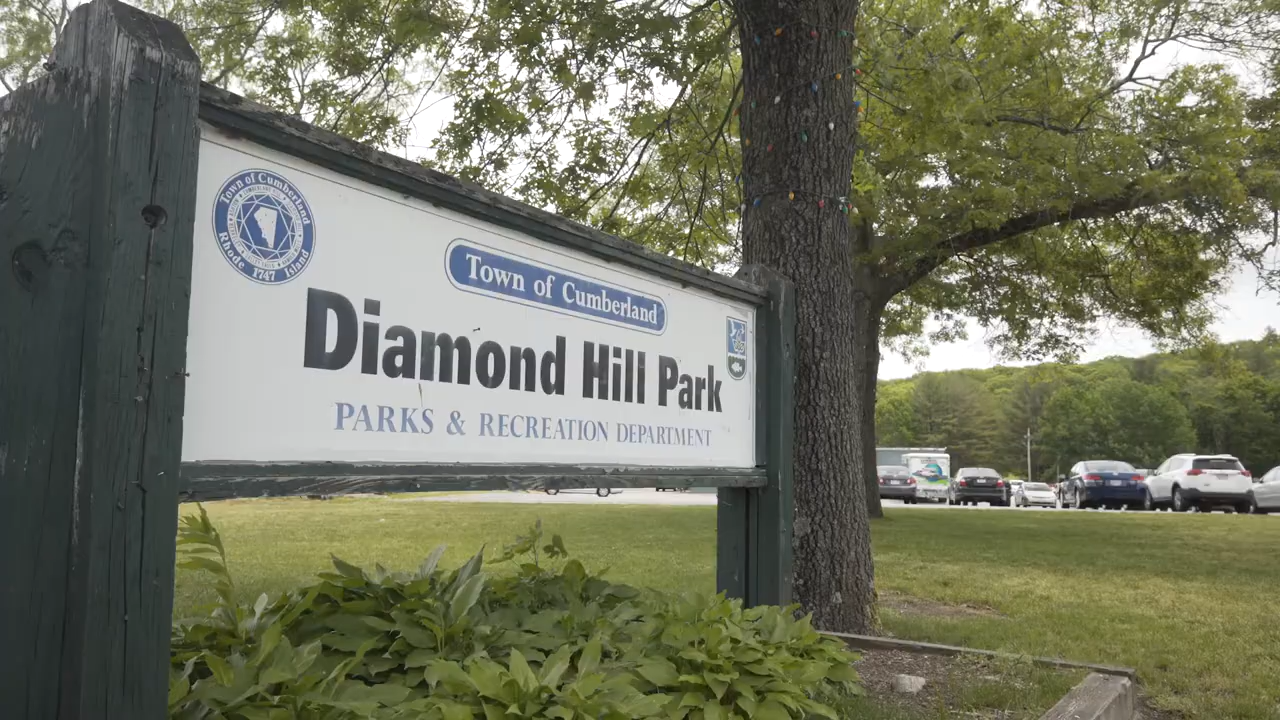 Town of Cumberland
Rhode 1747 Island
Town of Cumberland
Diamond Hill Park
PARKS & RECREATION DEPARTMENT